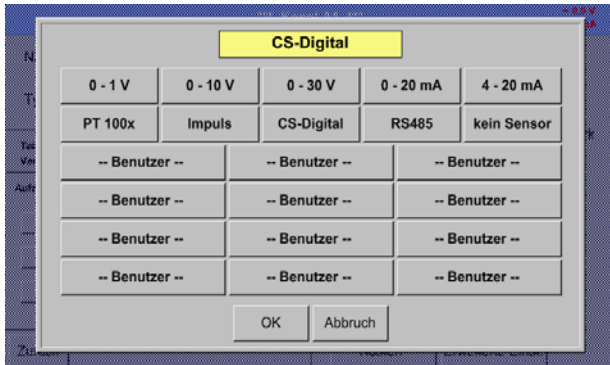 CS-Digital
0 - 1 V 0 - 10 V 0 - 30 V 0 - 20 mA 4 - 20 mA
PT 100x Impuls CS-Digital RS485 kein Sensor
-- Benutzer -- -- Benutzer -- -- Benutzer --
-- Benutzer -- -- Benutzer -- -- Benutzer --
-- Benutzer -- -- Benutzer -- -- Benutzer --
-- Benutzer -- -- Benutzer -- -- Benutzer --
OK Abbruch